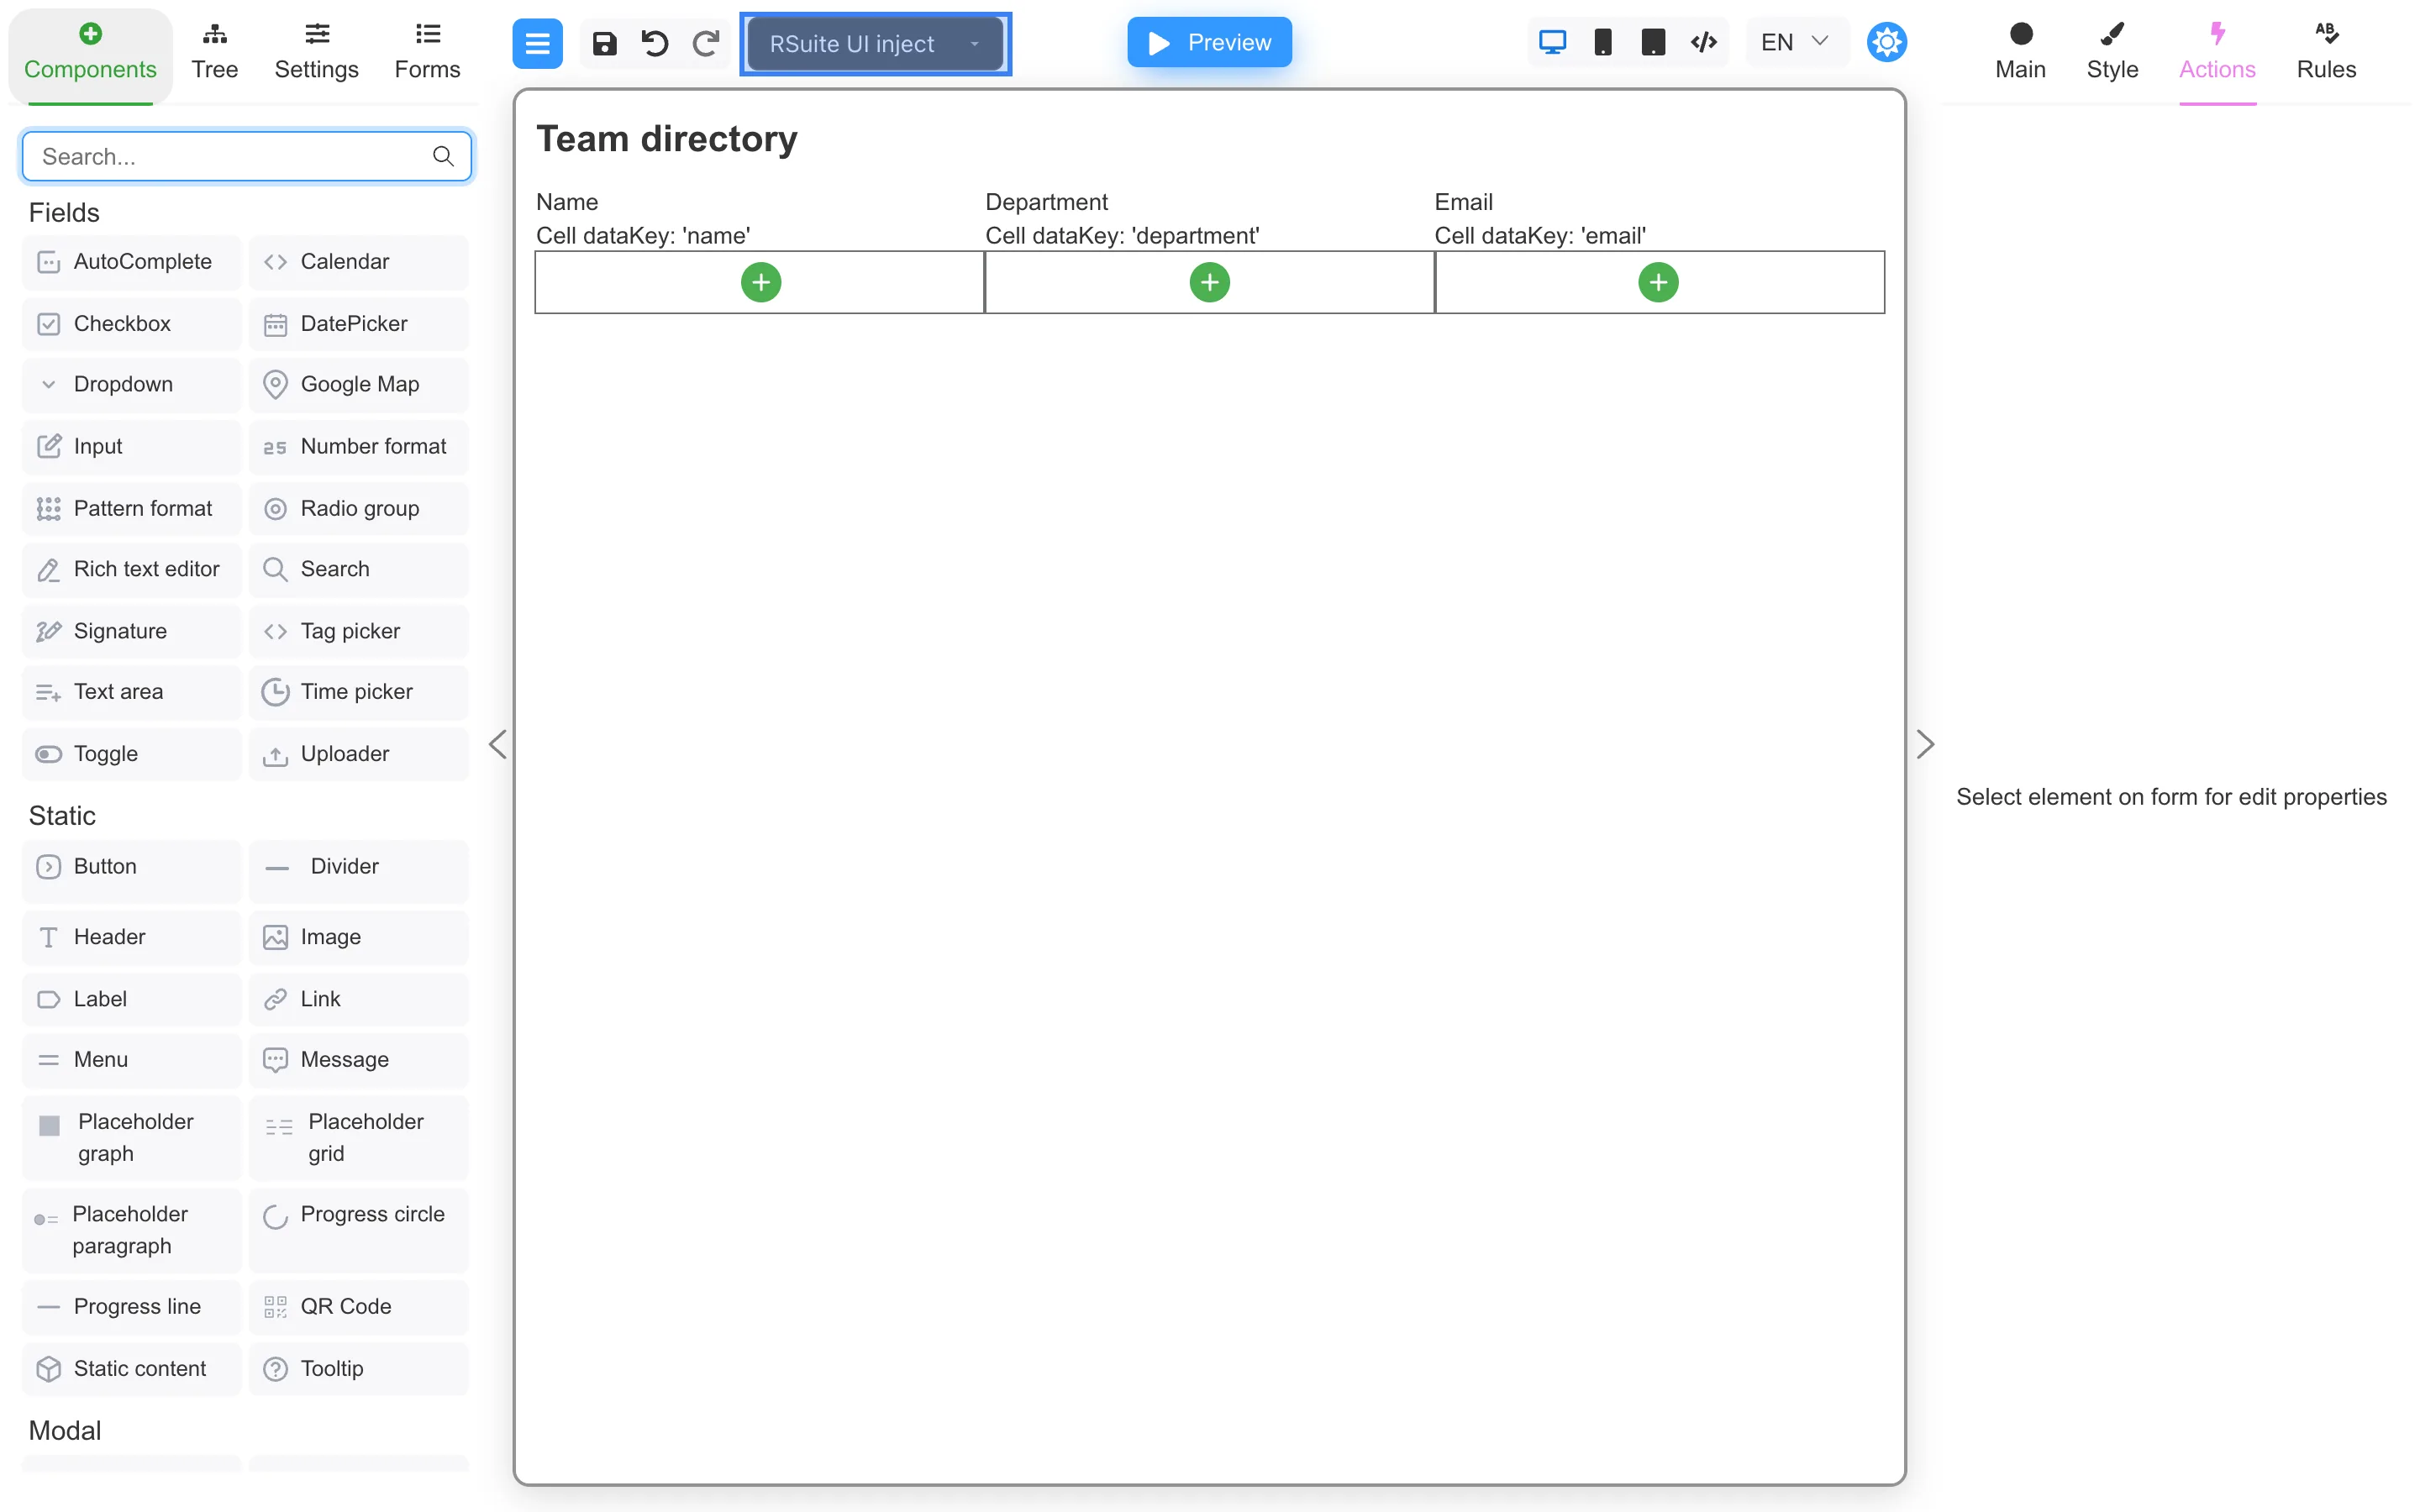 Components
Tree
Settings
Forms
RSuite UI inject
Preview
EN
Main
Style
Actions
AB
Rules
Search...
Fields
AutoComplete
Calendar
Checkbox
DatePicker
Dropdown
Google Map
Input
25 Number format
Pattern format
Radio group
Rich text editor
Search
Signature
Tag picker
Text area
Time picker
Toggle
Uploader
Static
Button
Divider
Header
Image
Label
Link
Menu
Message
Placeholder
graph
Placeholder
grid
Placeholder
paragraph
Progress circle
Progress line
QR Code
Static content
Tooltip
Modal
Team directory
Name
Department
Email
Cell dataKey: 'name'
Cell dataKey: 'department'
Cell dataKey: 'email'
Select element on form for edit properties